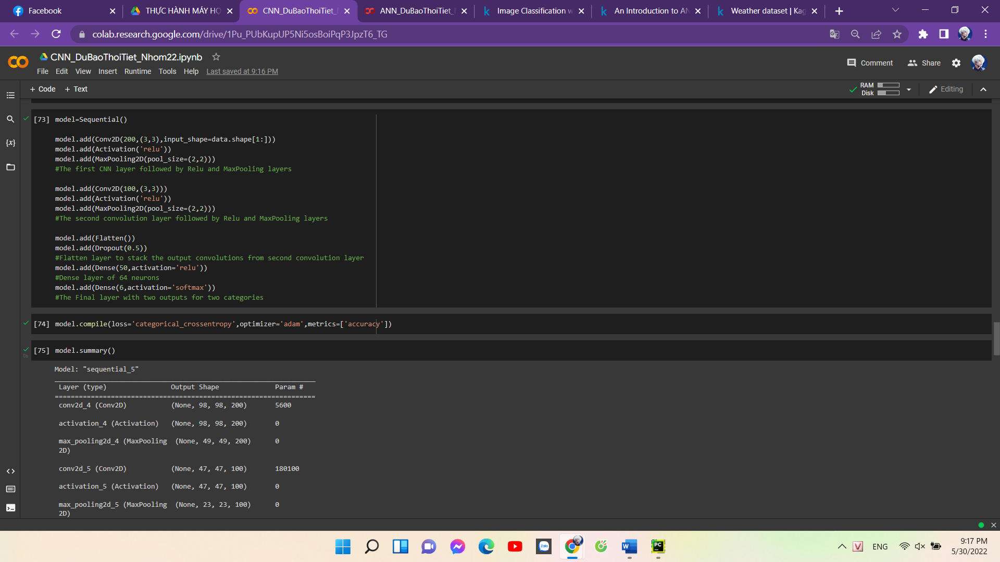 Facebook
THỰC HÀNH MÁY HỌ
CNN_DuBaoThoiTiet_
ANN_DuBaoThoiTiet_
Image Classification w
An Introduction to AN
Weather dataset | Kag
colab.research.google.com/drive/1Pu_PUbKupUP5Ni5osBoiPqP3JpzT6_TG
CNN_DuBaoThoiTiet_Nhom22.ipynb
File Edit View Insert Runtime Tools Help Last saved at 9:16 PM
Comment
Share
+ Code + Text
RAM
Disk
Editing
[73] model=Sequential()
model.add(Conv2D(200,(3,3),input_shape=data.shape[1:]))
model.add(Activation('relu'))
model.add(MaxPooling2D(pool_size=(2,2)))
#The first CNN layer followed by Relu and MaxPooling layers
model.add(Conv2D(100,(3,3)))
model.add(Activation('relu'))
model.add(MaxPooling2D(pool_size=(2,2)))
#The second convolution layer followed by Relu and MaxPooling layers
model.add(Flatten())
model.add(Dropout(0.5))
#Flatten layer to stack the output convolutions from second convolution layer
model.add(Dense(50,activation='relu'))
#Dense layer of 64 neurons
model.add(Dense(6,activation='softmax'))
#The Final layer with two outputs for two categories
[74] model.compile(loss='categorical_crossentropy',optimizer='adam',metrics=['accuracy'])
[75] model.summary()
0s
Model: "sequential_5"
_________________________________________________________________
Layer (type) Output Shape Param #
=================================================================
conv2d_4 (Conv2D) (None, 98, 98, 200) 5600
activation_4 (Activation) (None, 98, 98, 200) 0
max_pooling2d_4 (MaxPooling (None, 49, 49, 200) 0
2D)
conv2d_5 (Conv2D) (None, 47, 47, 100) 180100
activation_5 (Activation) (None, 47, 47, 100) 0
max_pooling2d_5 (MaxPooling (None, 23, 23, 100) 0
2D)
Zalo
W
PC
V
ENG
9:17 PM
5/30/2022